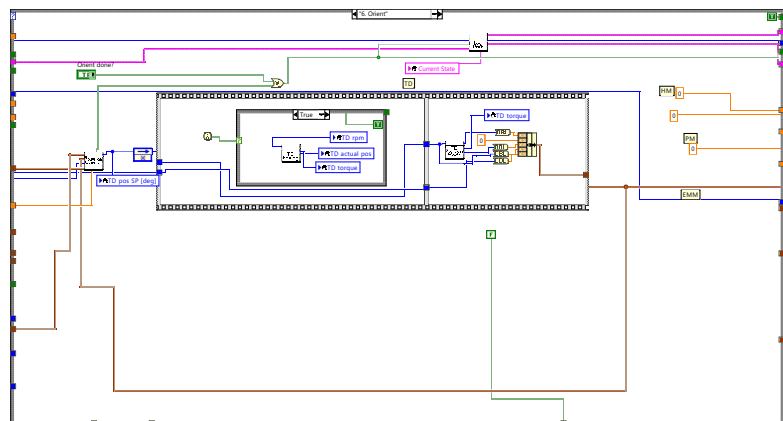 "6. Orient"
T
Orient done?
TF
Current State
TD
HM
0
0
PM
0
True
T
TD rpm
TD actual pos
TD torque
TD torque
0
TD pos SP [deg]
EMM
F